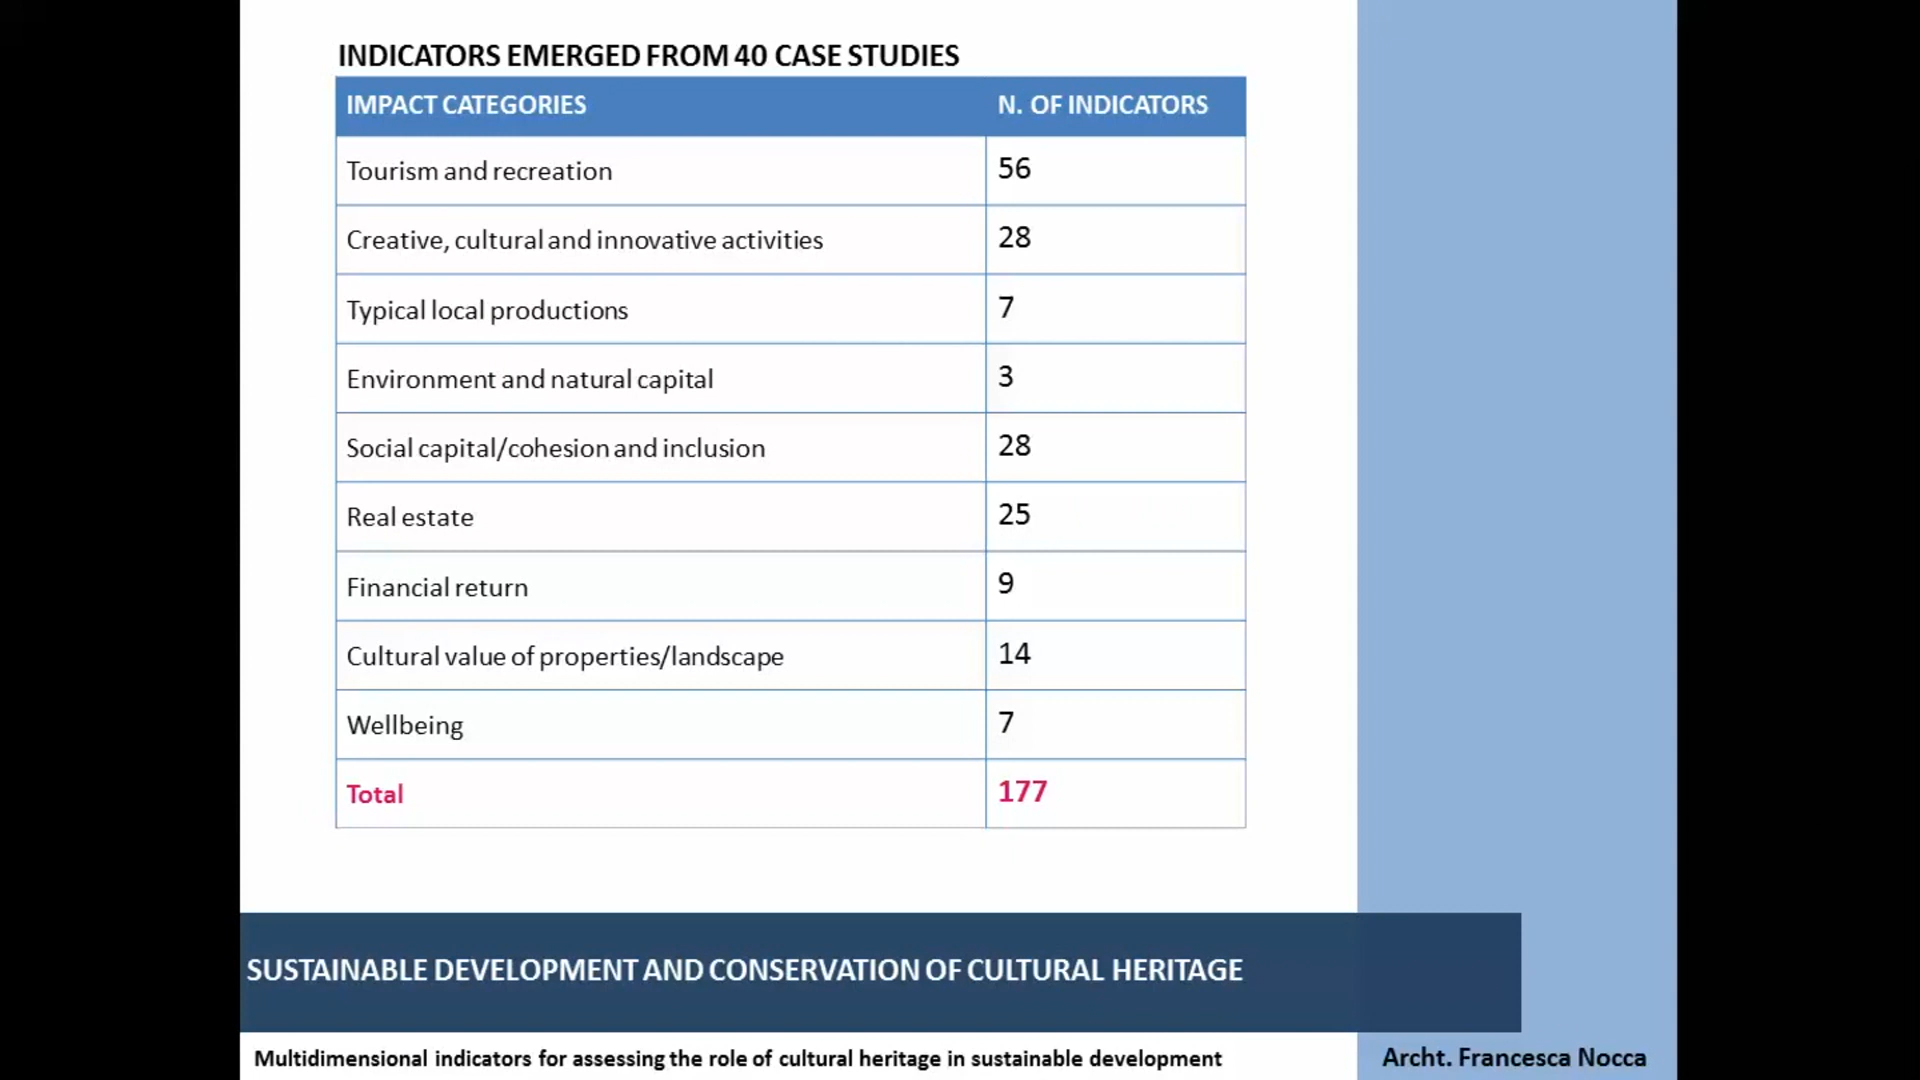 INDICATORS EMERGED FROM 40 CASE STUDIES
IMPACT CATEGORIES N. OF INDICATORS
Tourism and recreation 56
Creative, cultural and innovative activities 28
Typical local productions 7
Environment and natural capital 3
Social capital/cohesion and inclusion 28
Real estate 25
Financial return 9
Cultural value of properties/landscape 14
Wellbeing 7
Total 177
SUSTAINABLE DEVELOPMENT AND CONSERVATION OF CULTURAL HERITAGE
Multidimensional indicators for assessing the role of cultural heritage in sustainable development Archt. Francesca Nocca